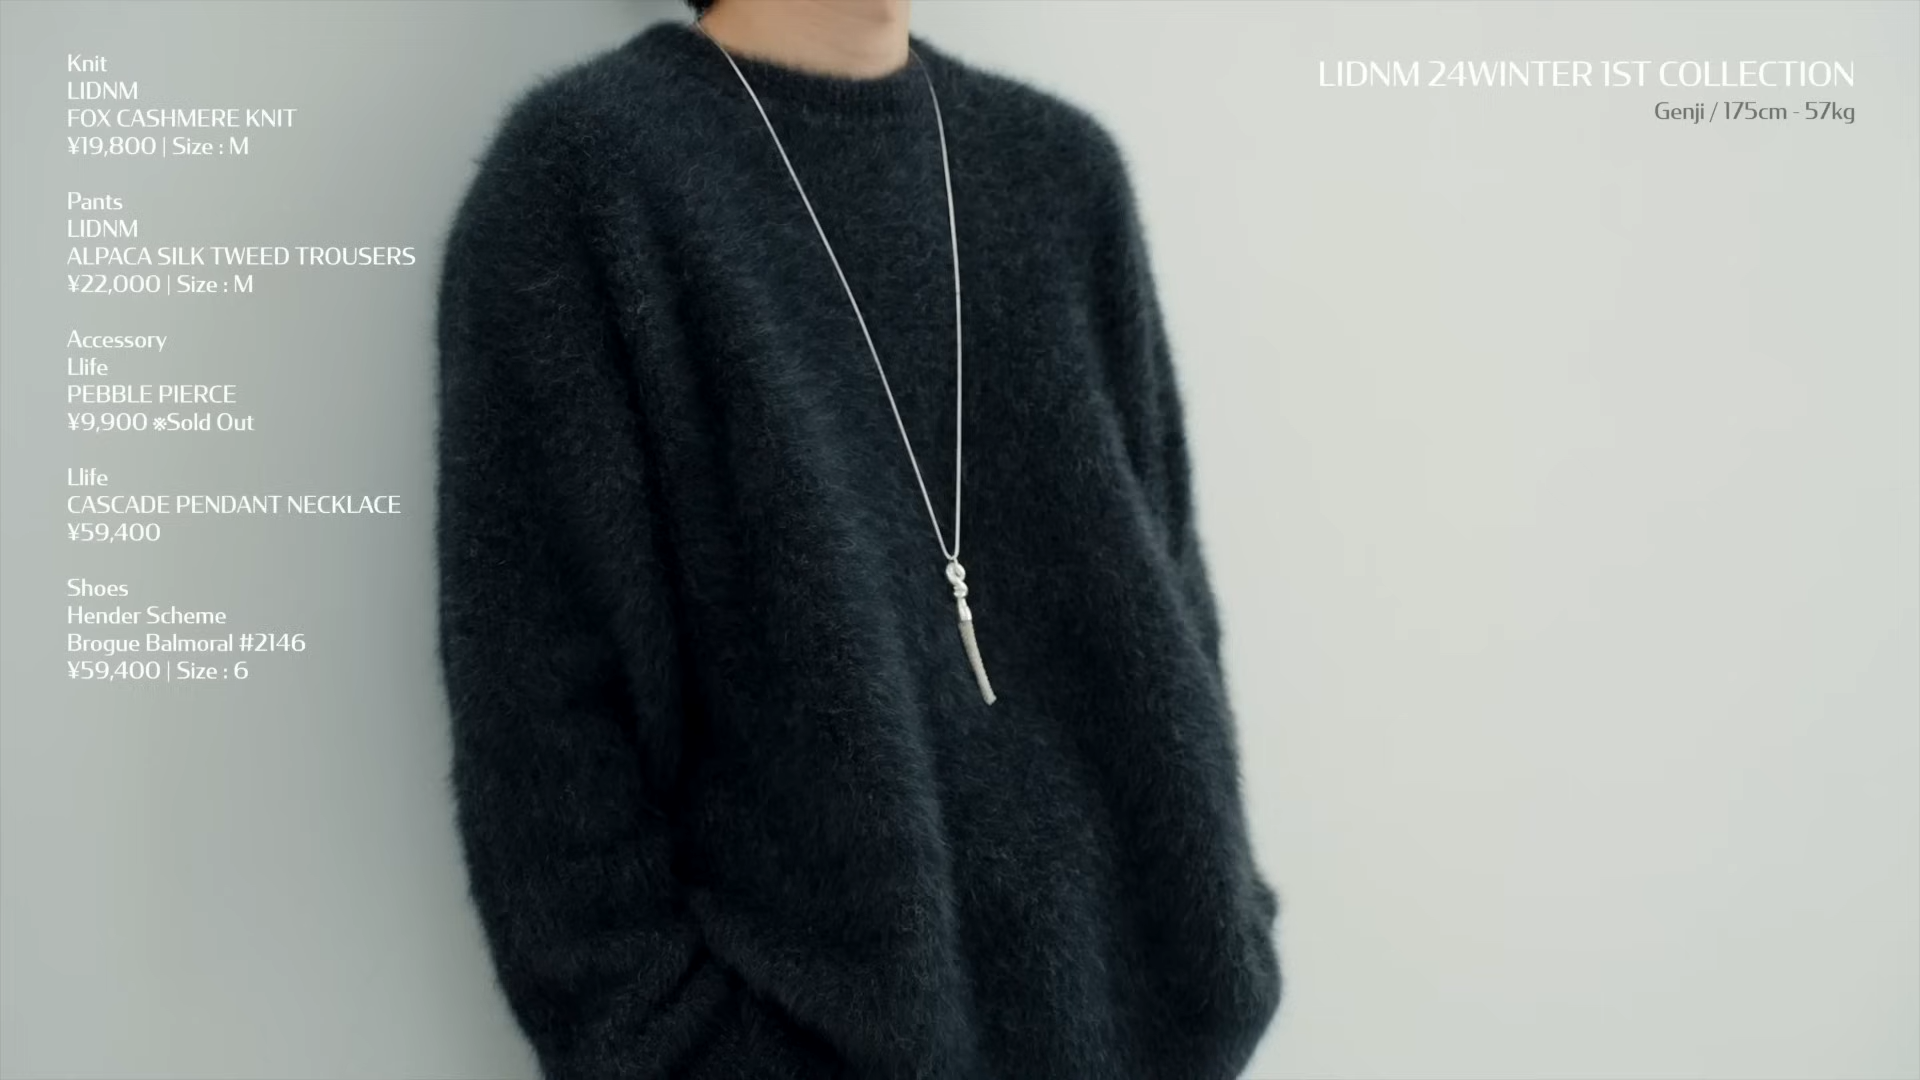 Knit
LIDNM
FOX CASHMERE KNIT
¥19,800 | Size : M
Pants
LIDNM
ALPACA SILK TWEED TROUSERS
¥22,000 | Size : M
Accessory
Llife
PEBBLE PIERCE
¥9,900 ※Sold Out
Llife
CASCADE PENDANT NECKLACE
¥59,400
Shoes
Hender Scheme
Brogue Balmoral #2146
¥59,400 | Size : 6
LIDNM 24WINTER 1ST COLLECTION
Genji / 175cm - 57kg